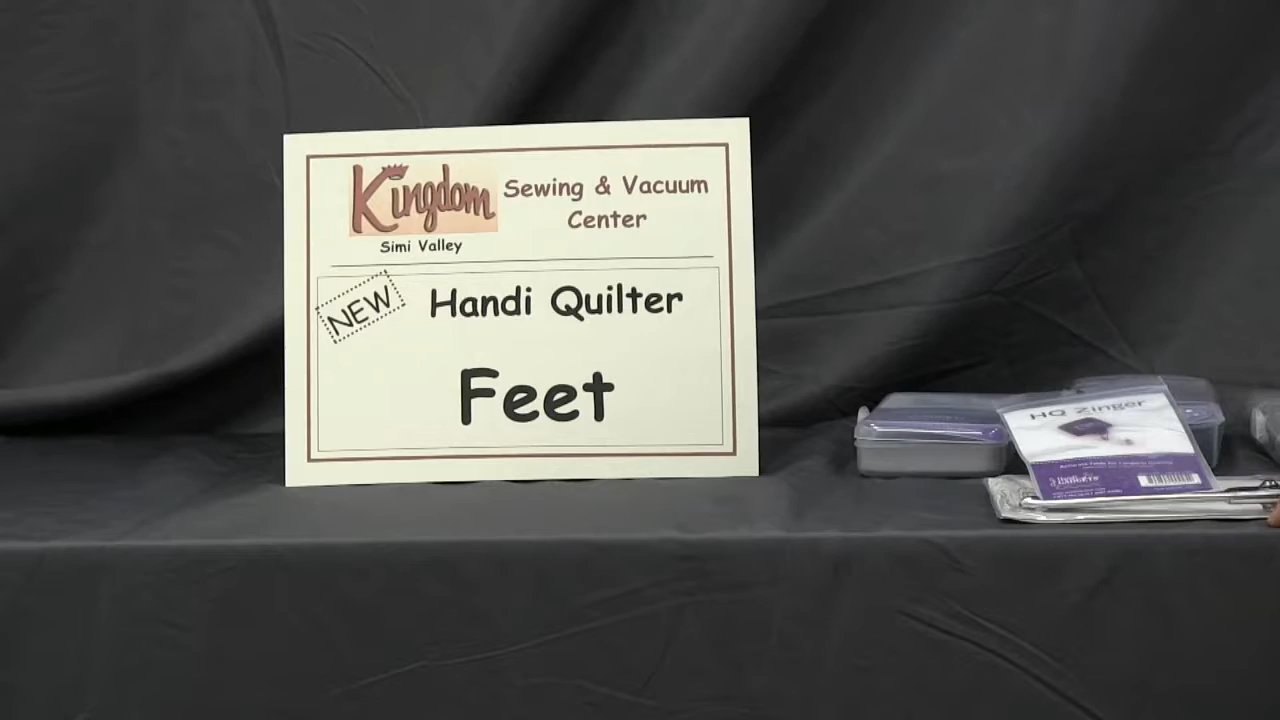 Kingdom
Sewing & Vacuum
Center
Simi Valley
NEW
Handi Quilter
Feet
HQ Zinger